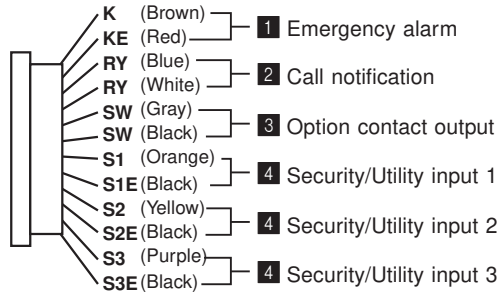 K (Brown)
KE (Red)
1 Emergency alarm
RY (Blue)
RY (White)
2 Call notification
SW (Gray)
SW (Black)
3 Option contact output
S1 (Orange)
S1E (Black)
4 Security/Utility input 1
S2 (Yellow)
S2E (Black)
4 Security/Utility input 2
S3 (Purple)
S3E (Black)
4 Security/Utility input 3